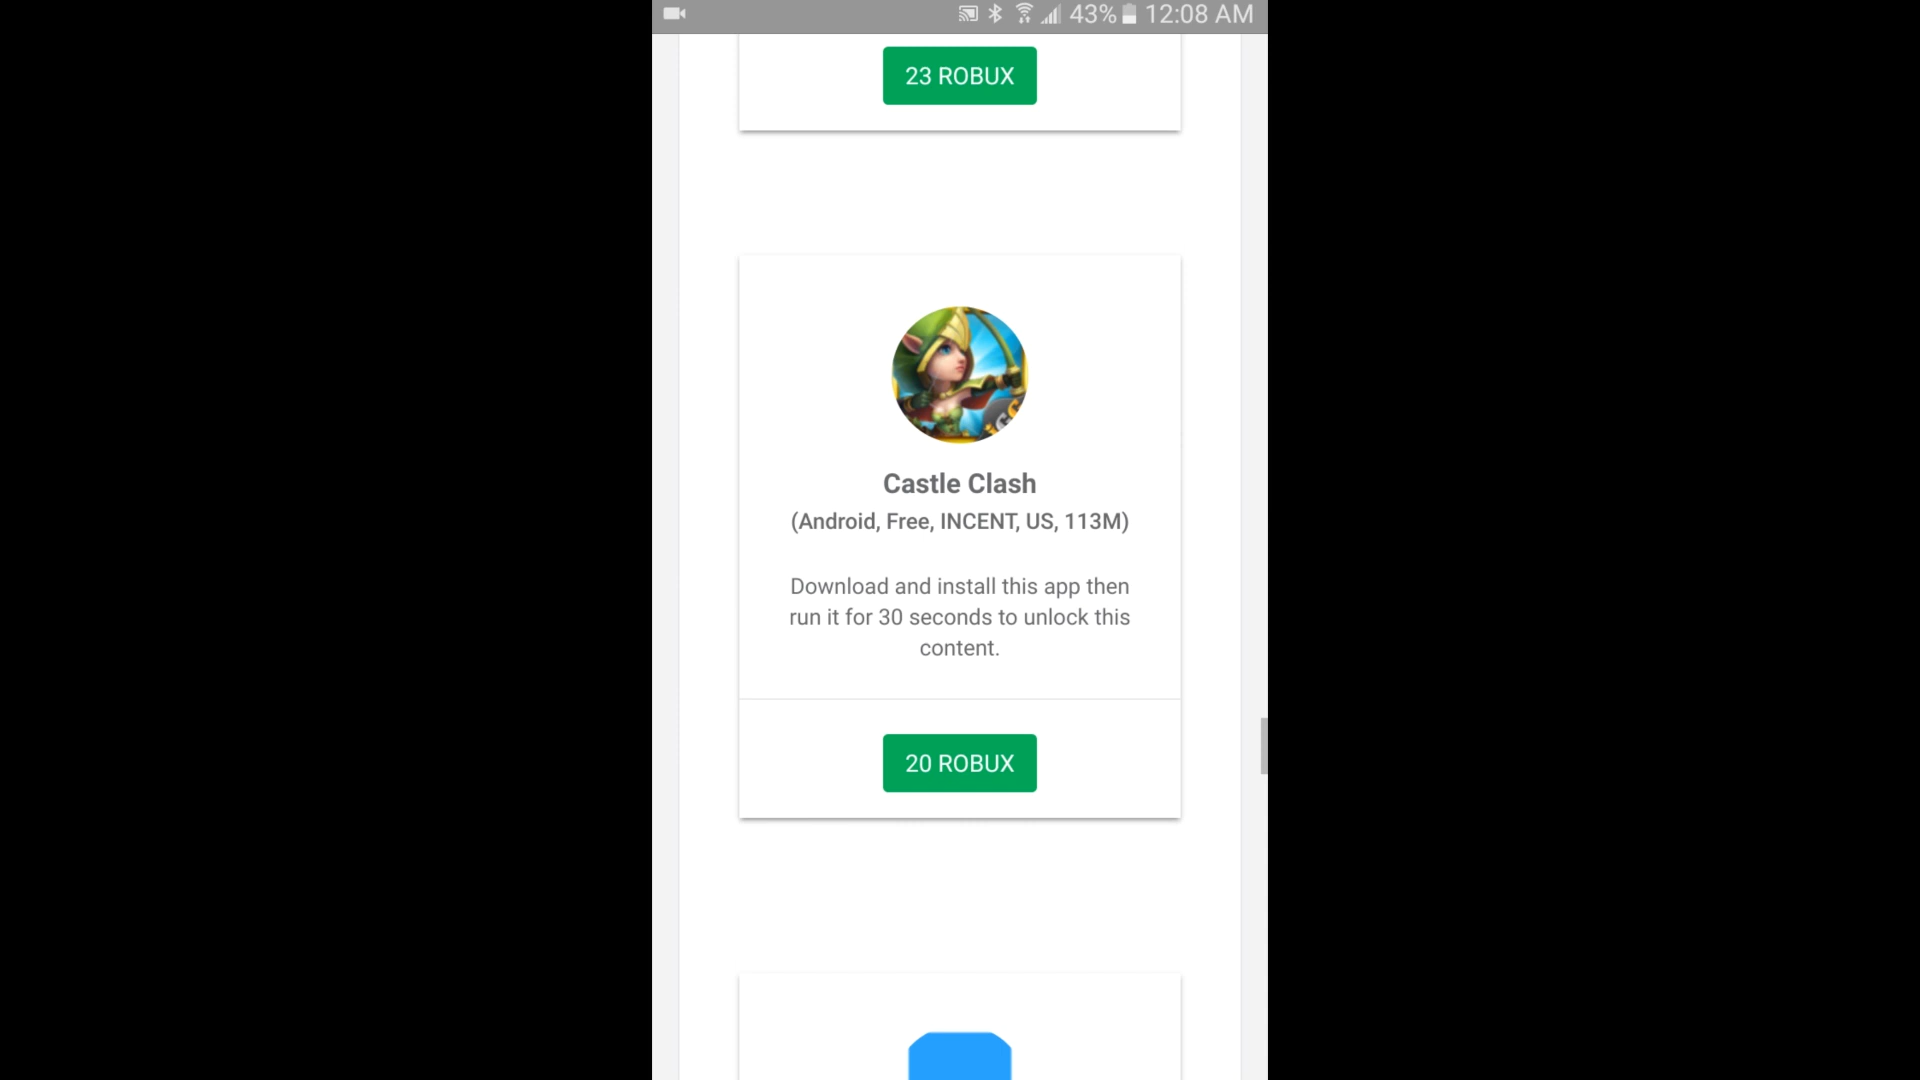 43% 12:08 AM
23 ROBUX
Castle Clash
(Android, Free, INCENT, US, 113M)
Download and install this app then
run it for 30 seconds to unlock this
content.
20 ROBUX